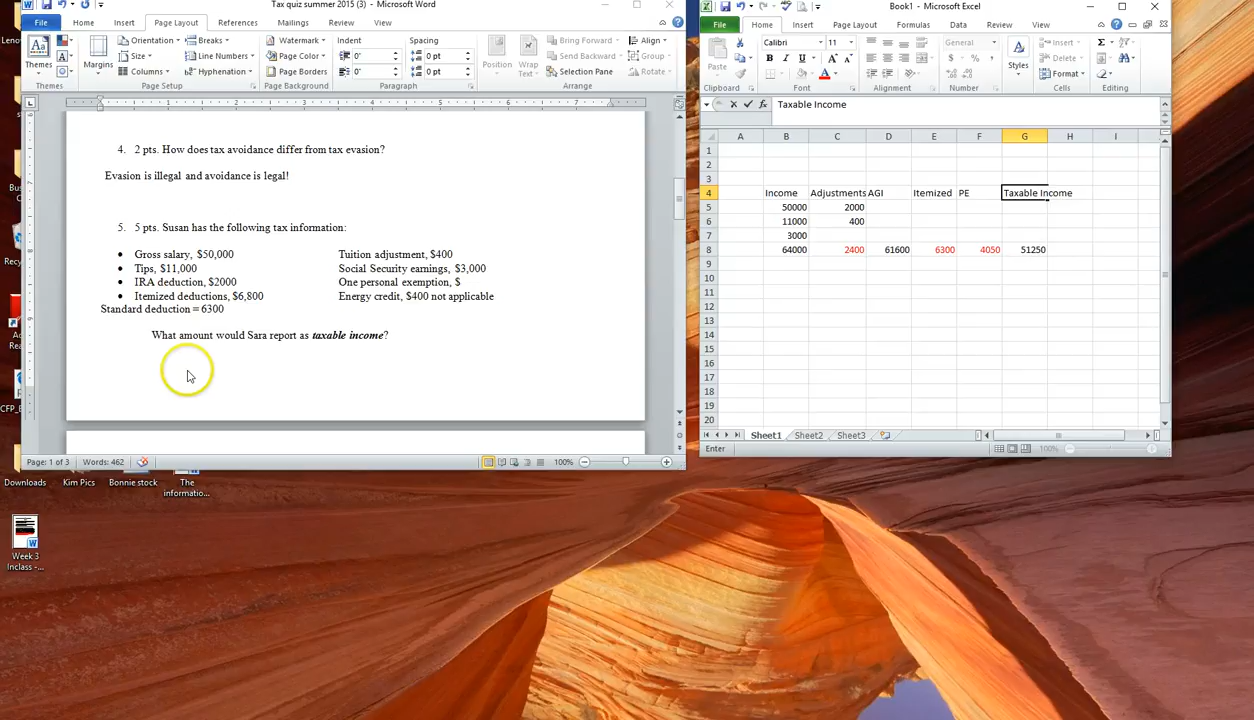 Tax quiz summer 2015 (3) - Microsoft Word
File Home Insert Page Layout References Mailings Review View
Themes Margins Orientation Size Columns Breaks Line Numbers Hyphenation Watermark Page Color Page Borders Indent 0" 0" Spacing 0 pt 0 pt Position Wrap Text Bring Forward Send Backward Selection Pane Align Group Rotate
Themes Page Setup Page Background Paragraph Arrange
1 2 3 4 5 6 7
4. 2 pts. How does tax avoidance differ from tax evasion?
Evasion is illegal and avoidance is legal!
5. 5 pts. Susan has the following tax information:
• Gross salary, $50,000 Tuition adjustment, $400
• Tips, $11,000 Social Security earnings, $3,000
• IRA deduction, $2000 One personal exemption, $
• Itemized deductions, $6,800 Energy credit, $400 not applicable
Standard deduction = 6300
What amount would Sara report as taxable income?
Page: 1 of 3 Words: 462 100%
Downloads Kim Pics Bonnie stock The informatio...
Week 3 Inclass -...
Book1 - Microsoft Excel
File Home Insert Page Layout Formulas Data Review View
Paste Calibri 11 B I U A General $ % , Styles Insert Delete Format
Clipboard Font Alignment Number Cells Editing
fx Taxable Income
A B C D E F G H I
1
2
3
4 Income Adjustments AGI Itemized PE Taxable Income
5 50000 2000
6 11000 400
7 3000
8 64000 2400 61600 6300 4050 51250
9
10
11
12
13
14
15
16
17
18
19
20
Sheet1 Sheet2 Sheet3
Enter 100%